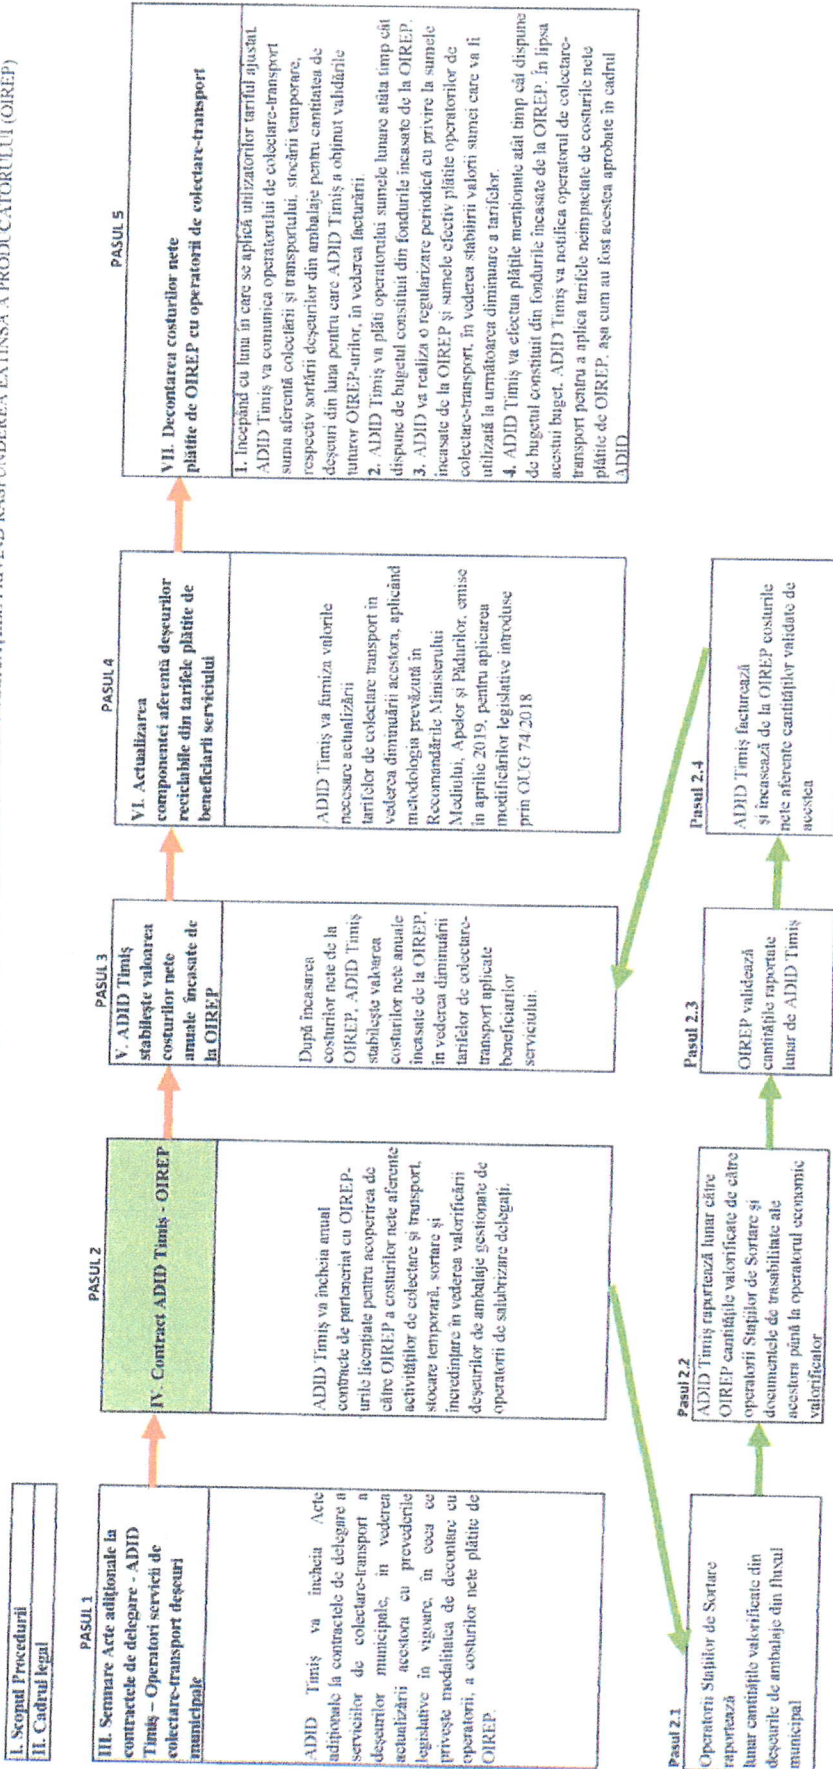 PRIVIND RĂSPUNDEREA EXTINSĂ A PRODUCĂTORULUI (OIREP)
I. Scopul Procedurii
II. Cadrul legal
PASUL 1
III. Semnare Acte adiționale la
contractele de delegare - ADID
Timiș – Operatori servicii de
colectare-transport deșeuri
municipale
ADID Timiș va încheia Acte
adiționale la contractele de delegare a
serviciilor de colectare-transport a
deșeurilor municipale, în vederea
actualizării acestora cu prevederile
legislative în vigoare, în ceea ce
privește modalitatea de decontare cu
operatorii, a costurilor nete plătite de
OIREP.
PASUL 2
IV. Contract ADID Timiș - OIREP
ADID Timiș va încheia anual
contracte de parteneriat cu OIREP-
urile licențiate pentru acoperirea de
către OIREP a costurilor nete aferente
activităților de colectare și transport,
stocare temporară, sortare și
încredințare în vederea valorificării
deșeurilor de ambalaje gestionate de
operatorii de salubrizare delegați.
PASUL 3
V. ADID Timiș
stabilește valoarea
costurilor nete
anuale încasate de
la OIREP
După încasarea
costurilor nete de la
OIREP, ADID Timiș
stabilește valoarea
costurilor nete anuale
încasate de la OIREP,
în vederea diminuării
tarifelor de colectare-
transport aplicate
beneficiarilor
serviciului.
PASUL 4
VI. Actualizarea
componentei aferentă deșeurilor
reciclabile din tarifele plătite de
beneficiarii serviciului
ADID Timiș va furniza valorile
necesare actualizării
tarifelor de colectare transport în
vederea diminuării acestora, aplicând
metodologia prevăzută în
Recomandările Ministerului
Mediului, Apelor și Pădurilor, emise
în aprilie 2019, pentru aplicarea
modificărilor legislative introduse
prin OUG 74/2018
PASUL 5
VII. Decontarea costurilor nete
plătite de OIREP cu operatorii de colectare-transport
1. Începând cu luna în care se aplică utilizatorilor tariful ajustat,
ADID Timiș va comunica operatorului de colectare-transport
suma aferentă colectării și transportului, stocării temporare,
respectiv sortării deșeurilor din ambalaje pentru cantitatea de
deșeuri din luna pentru care ADID Timiș a obținut validările
tuturor OIREP-urilor, în vederea facturării.
2. ADID Timiș va plăti operatorului sumele lunare atâta timp cât
dispune de bugetul constituit din fondurile încasate de la OIREP.
3. ADID va realiza o regularizare periodică cu privire la sumele
încasate de la OIREP și sumele efectiv plătite operatorilor de
colectare-transport, în vederea stabilirii valorii sumei care va fi
utilizată la următoarea diminuare a tarifelor.
4. ADID Timiș va efectua plățile menționate atât timp cât dispune
de bugetul constituit din fondurile încasate de la OIREP. În lipsa
acestui buget, ADID Timiș va notifica operatorul de colectare-
transport pentru a aplica tarifele neimpactate de costurile nete
plătite de OIREP, așa cum au fost acestea aprobate în cadrul
ADID
Pasul 2.1
Operatorii Stațiilor de Sortare
raportează
lunar cantitățile valorificate din
deșeurile de ambalaje din fluxul
municipal
Pasul 2.2
ADID Timiș raportează lunar către
OIREP cantitățile valorificate de către
operatorii Stațiilor de Sortare și
documentele de trasabilitate ale
acestora până la operatorul economic
valorificator
Pasul 2.3
OIREP validează
cantitățile raportate
lunar de ADID Timiș
Pasul 2.4
ADID Timiș facturează
și încasează de la OIREP costurile
nete aferente cantităților validate de
acestea